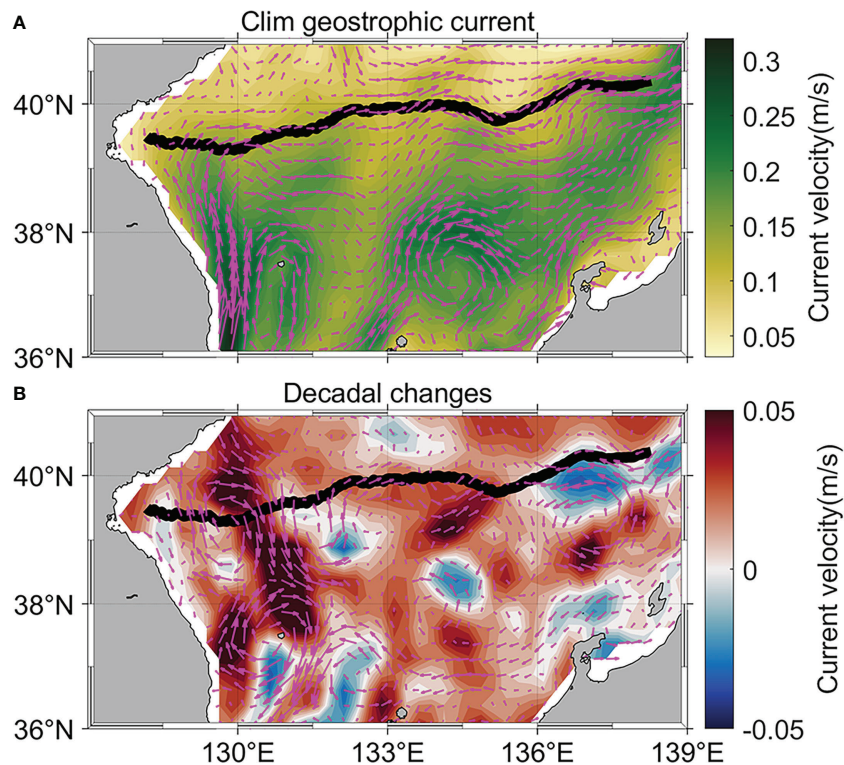 A
Clim geostrophic current
40°N
38°N
36°N
0.3
0.25
0.2
0.15
0.1
0.05
Current velocity(m/s)
B
Decadal changes
40°N
38°N
36°N
130°E
133°E
136°E
139°E
0.05
0
-0.05
Current velocity(m/s)